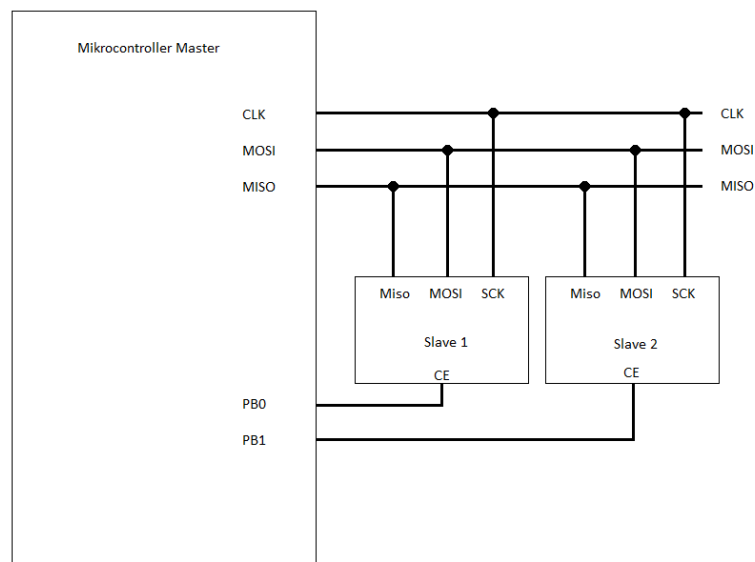 Mikrocontroller Master
CLK
CLK
MOSI
MOSI
MISO
MISO
Miso MOSI SCK
Miso MOSI SCK
Slave 1
Slave 2
CE
CE
PB0
PB1